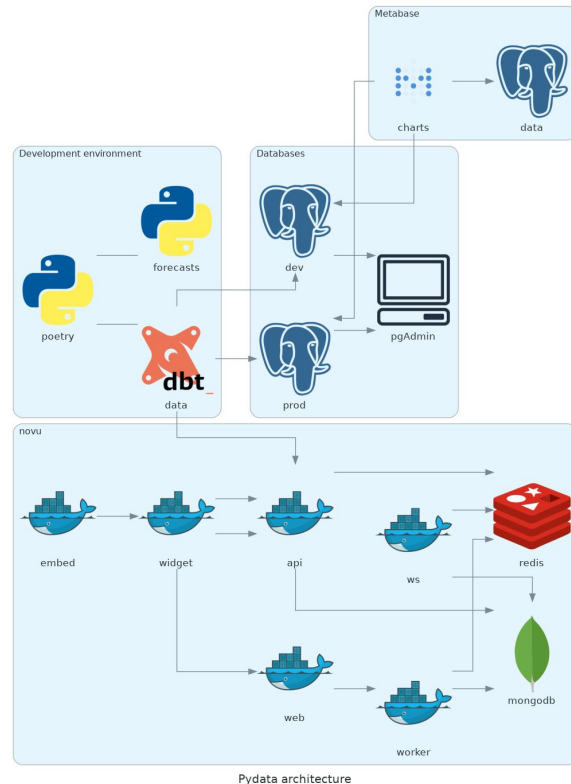 Metabase
charts
data
Development environment
Databases
forecasts
dev
poetry
pgAdmin
dbt_
data
prod
novu
embed
widget
api
ws
redis
web
worker
mongodb
Pydata architecture